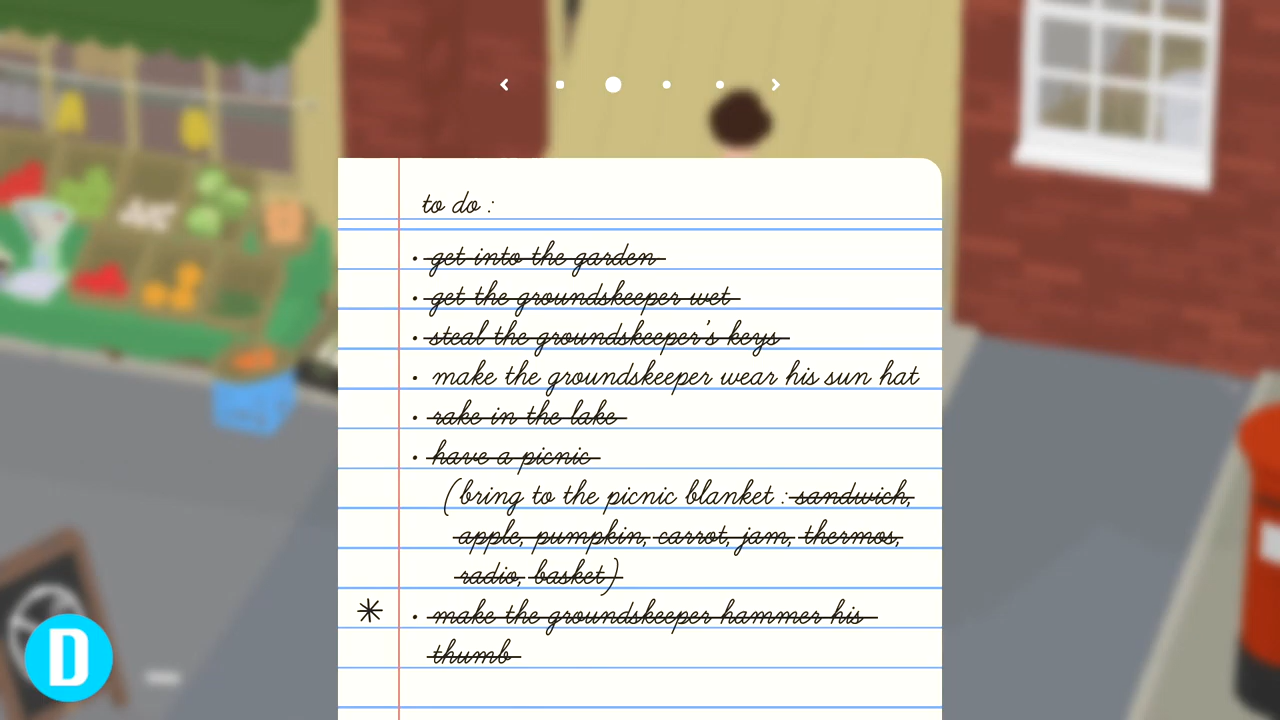 to do :
• get into the garden
• get the groundskeeper wet
• steal the groundskeeper's keys
• make the groundskeeper wear his sun hat
• rake in the lake
• have a picnic
(bring to the picnic blanket : sandwich,
apple, pumpkin, carrot, jam, thermos,
radio, basket)
• make the groundskeeper hammer his
thumb
D